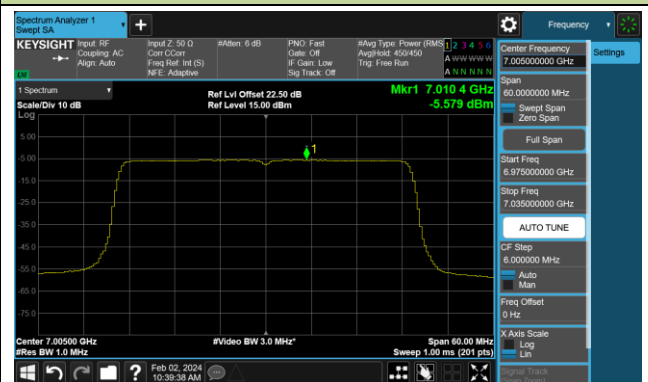 Spectrum Analyzer 1
Swept SA
+
Frequency
KEYSIGHT
Input: RF
Coupling: AC
Align: Auto
Input Z: 50 Ω
Corr CCorr
Freq Ref: Int (S)
NFE: Adaptive
#Atten: 6 dB
PNO: Fast
Gate: Off
IF Gain: Low
Sig Track: Off
#Avg Type: Power (RMS
Avg|Hold: 450/450
Trig: Free Run
1 2 3 4 5 6
A W W W W W
A N N N N N
Center Frequency
7.005000000 GHz
Settings
Span
60.0000000 MHz
Swept Span
Zero Span
Full Span
Start Freq
6.975000000 GHz
Stop Freq
7.035000000 GHz
AUTO TUNE
CF Step
6.000000 MHz
Auto
Man
Freq Offset
0 Hz
X Axis Scale
Log
Lin
Signal Track
1 Spectrum
Scale/Div 10 dB
Log
Ref Lvl Offset 22.50 dB
Ref Level 15.00 dBm
Mkr1 7.010 4 GHz
-5.579 dBm
1
5.00
-5.00
-15.0
-25.0
-35.0
-45.0
-55.0
-65.0
-75.0
Center 7.00500 GHz
#Res BW 1.0 MHz
#Video BW 3.0 MHz*
Span 60.00 MHz
Sweep 1.00 ms (201 pts)
?
Feb 02, 2024
10:39:38 AM